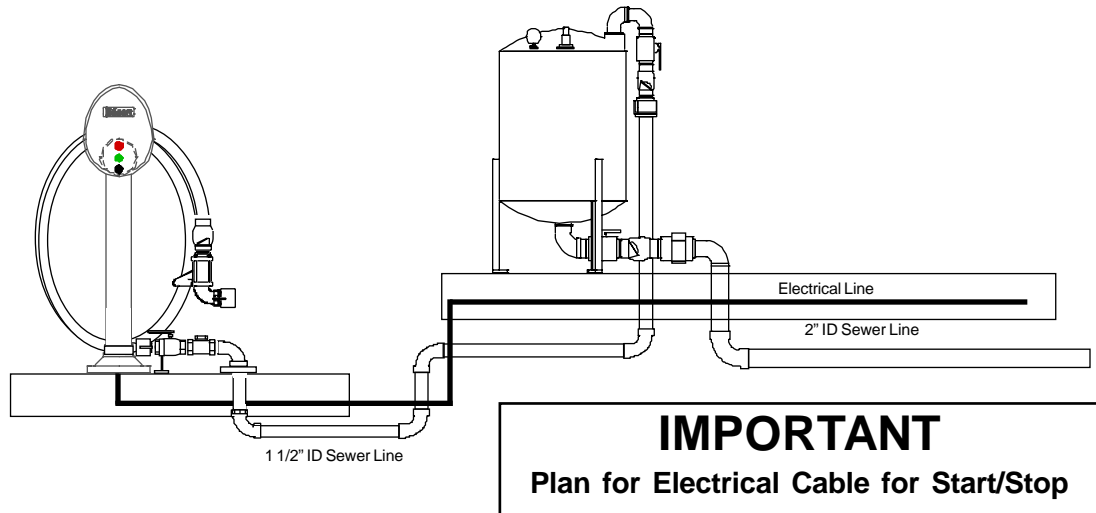 Electrical Line
2" ID Sewer Line
1 1/2" ID Sewer Line
IMPORTANT
Plan for Electrical Cable for Start/Stop